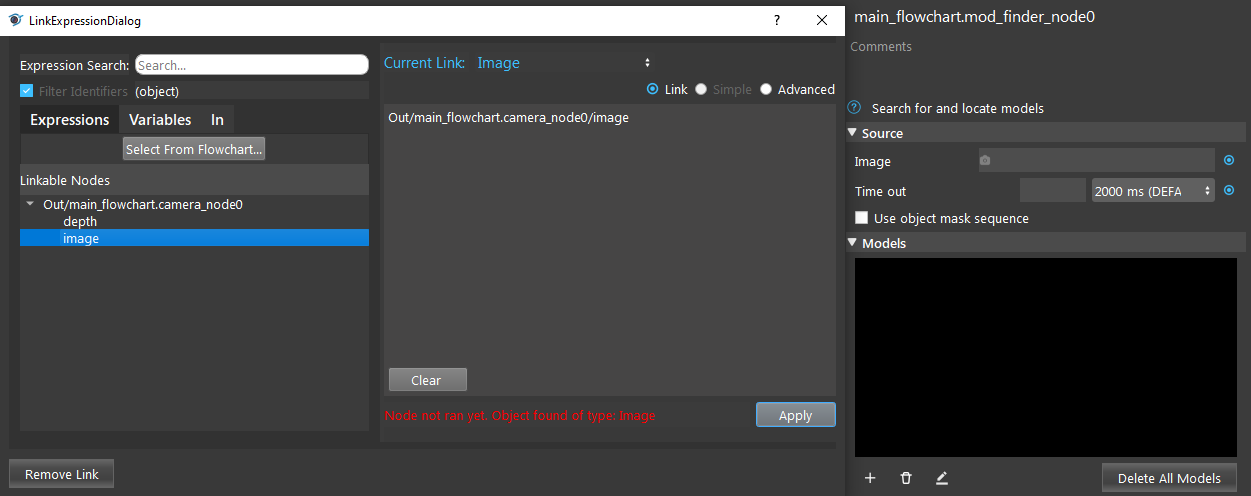 LinkExpressionDialog
?
Expression Search: Search...
Filter Identifiers (object)
Expressions Variables In
Select From Flowchart...
Linkable Nodes
Out/main_flowchart.camera_node0
depth
image
Remove Link
Current Link: Image
Link Simple Advanced
Out/main_flowchart.camera_node0/image
Clear
Node not ran yet. Object found of type: Image
Apply
main_flowchart.mod_finder_node0
Comments
? Search for and locate models
Source
Image
Time out 2000 ms (DEFA
Use object mask sequence
Models
Delete All Models